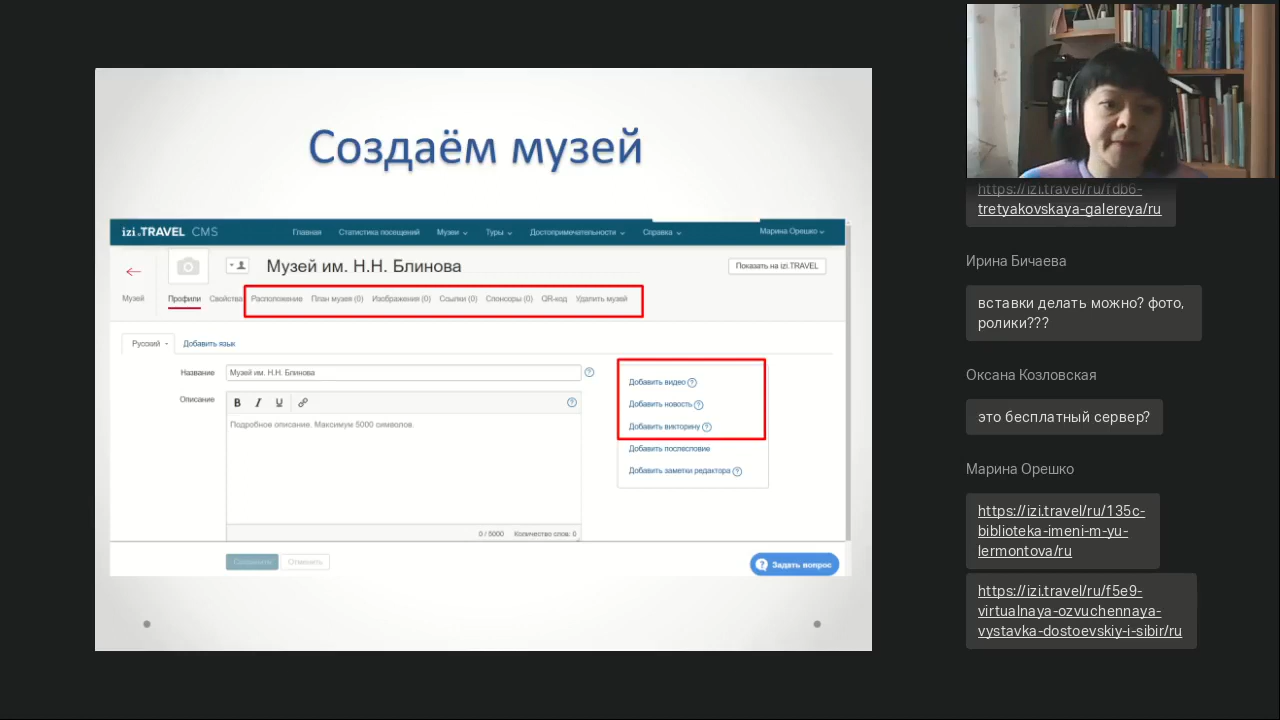 Создаём музей
izi.TRAVEL CMS
Главная
Статистика посещений
Музеи
Туры
Достопримечательности
Справка
Марина Орешко
Музей им. Н.Н. Блинова
Показать на izi.TRAVEL
Музей
Профили
Свойства
Расположение
План музея (0)
Изображения (0)
Ссылки (0)
Спонсоры (0)
QR-код
Удалить музей
Русский
Добавить язык
Название
Музей им. Н.Н. Блинова
Описание
B I U
Подробное описание. Максимум 5000 символов.
0 / 5000 Количество слов: 0
Добавить видео
Добавить новость
Добавить викторину
Добавить послесловие
Добавить заметки редактора
Сохранить
Отменить
Задать вопрос
https://izi.travel/ru/fdb6-
tretyakovskaya-galereya/ru
Ирина Бичаева
вставки делать можно? фото,
ролики???
Оксана Козловская
это бесплатный сервер?
Марина Орешко
https://izi.travel/ru/135c-
biblioteka-imeni-m-yu-
lermontova/ru
https://izi.travel/ru/f5e9-
virtualnaya-ozvuchennaya-
vystavka-dostoevskiy-i-sibir/ru